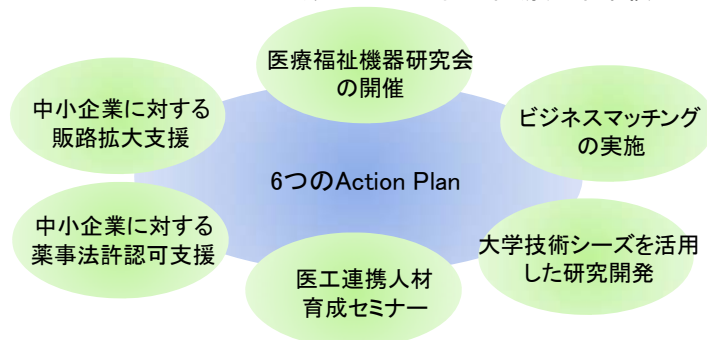 医療福祉機器研究会
の開催
中小企業に対する
販路拡大支援
ビジネスマッチング
の実施
6つのAction Plan
中小企業に対する
薬事法許認可支援
大学技術シーズを活用
した研究開発
医工連携人材
育成セミナー